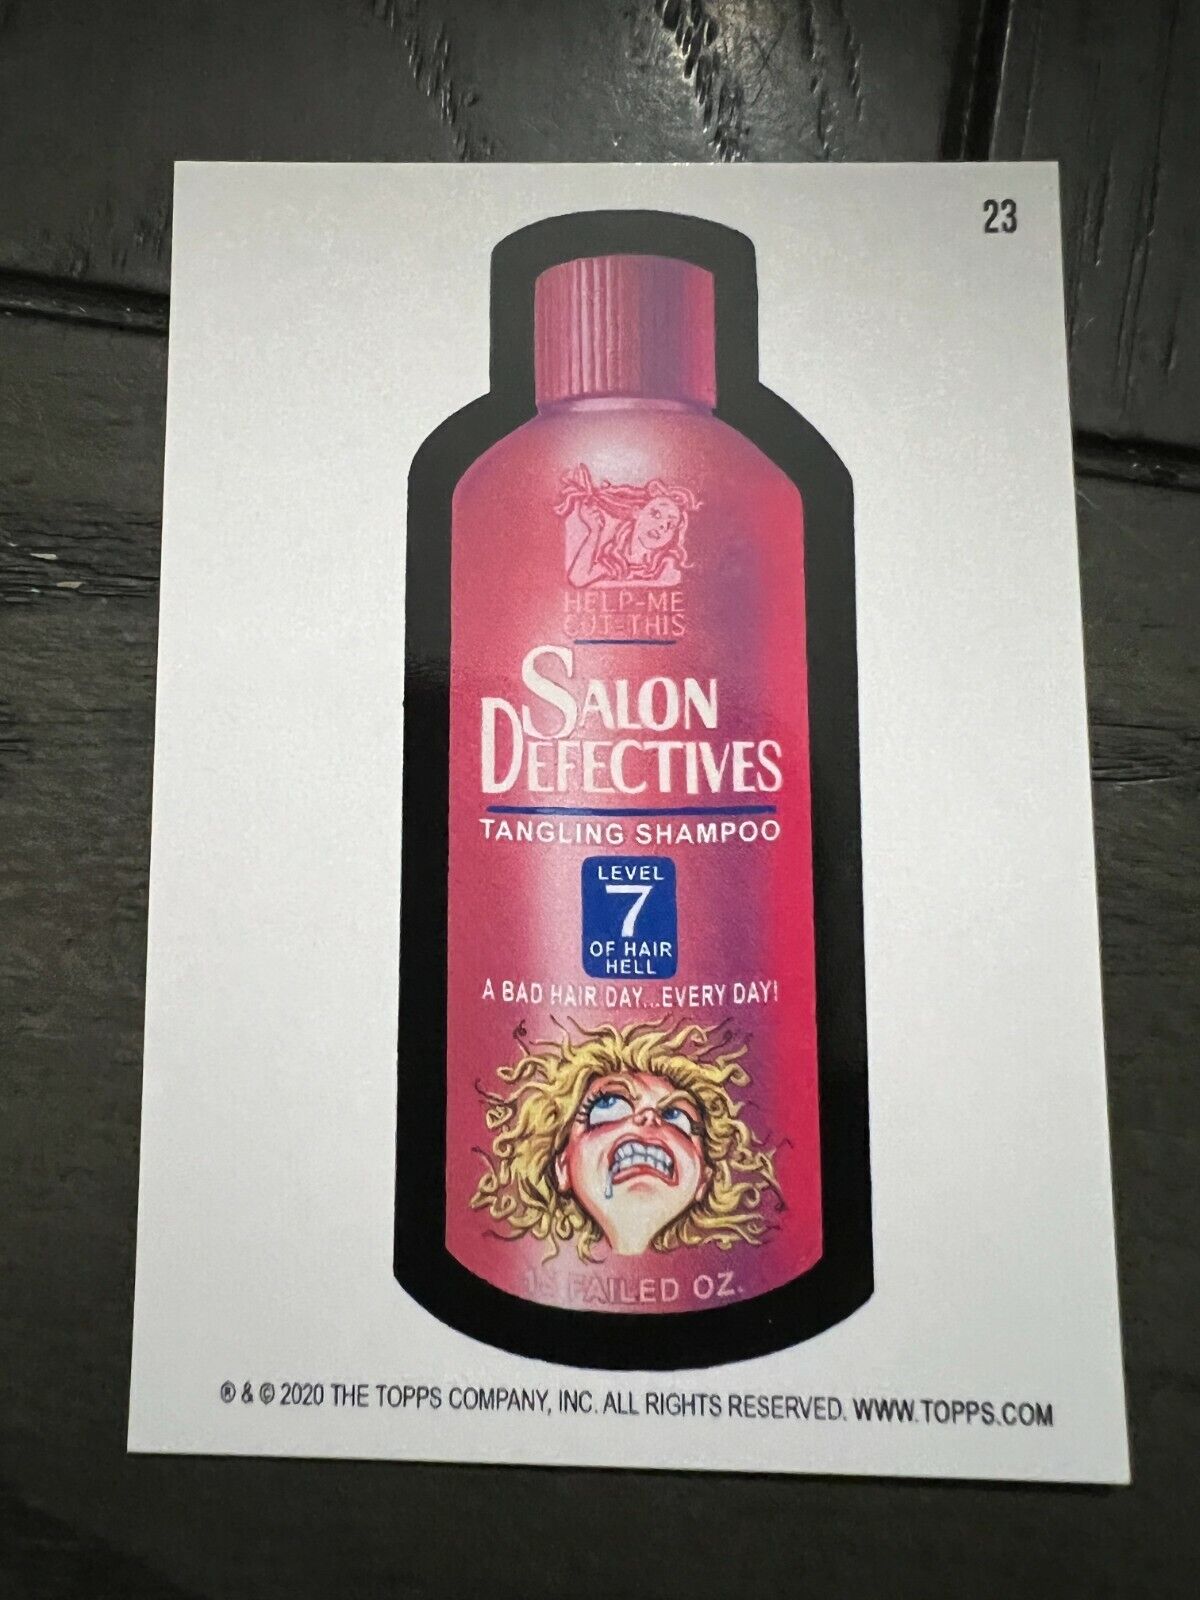 23
HELP-ME
CUT-THIS
SALON
DEFECTIVES
TANGLING SHAMPOO
LEVEL
7
OF HAIR
HELL
A BAD HAIR DAY...EVERY DAY!
FAILED OZ.
® & © 2020 THE TOPPS COMPANY, INC. ALL RIGHTS RESERVED. WWW.TOPPS.COM